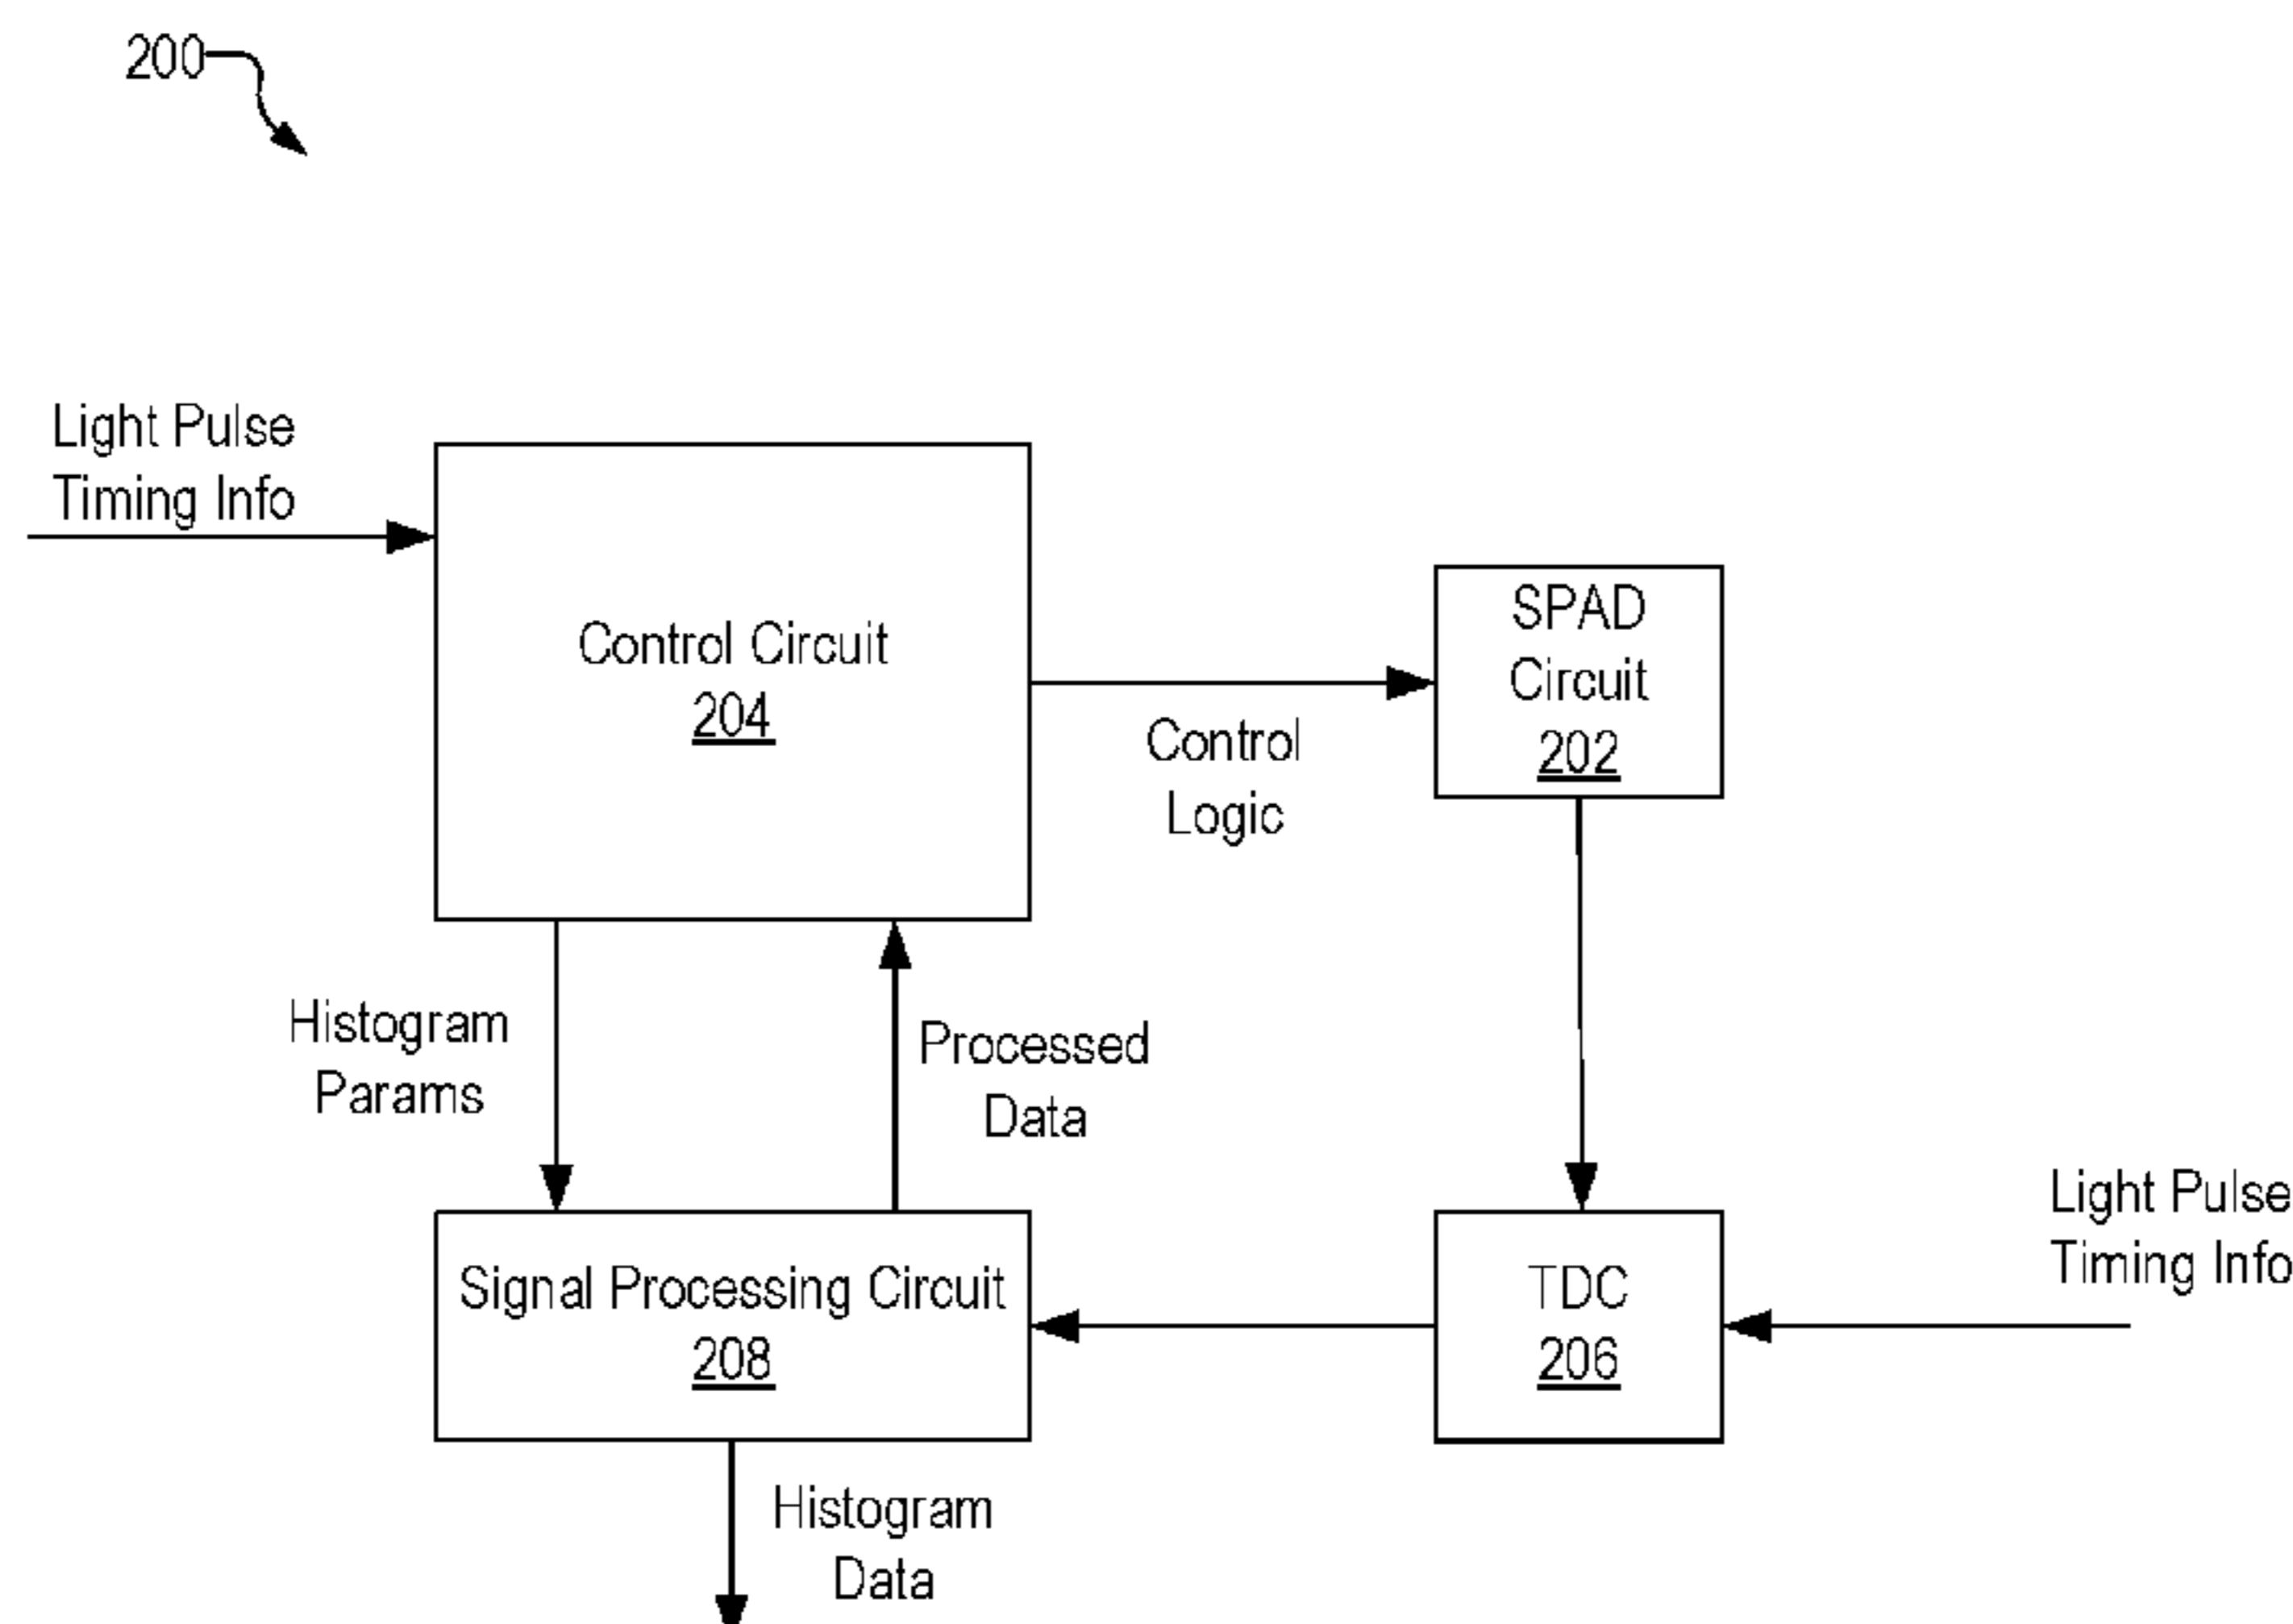 200
Light Pulse
Timing Info
Control Circuit
204
SPAD
Circuit
202
Control
Logic
Histogram
Params
Processed
Data
Signal Processing Circuit
208
TDC
206
Light Pulse
Timing Info
Histogram
Data